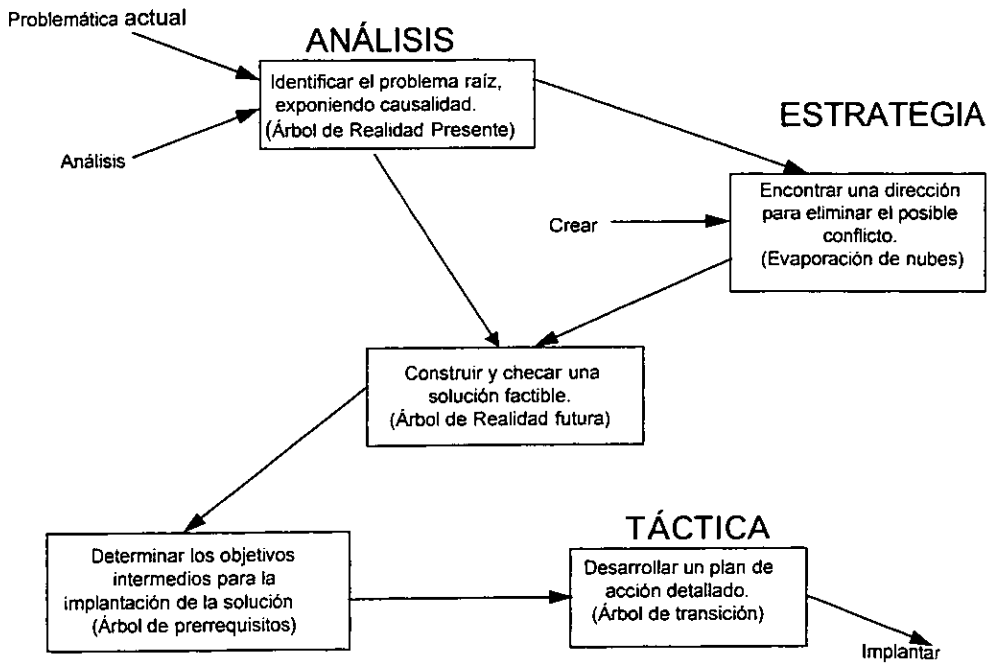 Problemática actual
ANÁLISIS
Identificar el problema raíz,
exponiendo causalidad.
(Árbol de Realidad Presente)
Análisis
ESTRATEGIA
Encontrar una dirección
para eliminar el posible
conflicto.
(Evaporación de nubes)
Crear
Construir y checar una
solución factible.
(Árbol de Realidad futura)
Determinar los objetivos
intermedios para la
implantación de la solución
(Árbol de prerrequisitos)
TÁCTICA
Desarrollar un plan de
acción detallado.
(Árbol de transición)
Implantar